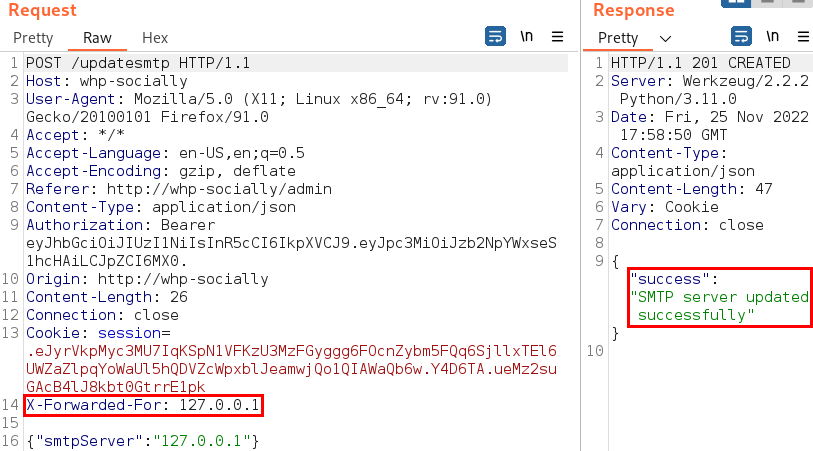 Request
Pretty Raw Hex
\n
1 POST /updatesmtp HTTP/1.1
2 Host: whp-socially
3 User-Agent: Mozilla/5.0 (X11; Linux x86_64; rv:91.0)
Gecko/20100101 Firefox/91.0
4 Accept: */*
5 Accept-Language: en-US,en;q=0.5
6 Accept-Encoding: gzip, deflate
7 Referer: http://whp-socially/admin
8 Content-Type: application/json
9 Authorization: Bearer
eyJhbGciOiJIUzI1NiIsInR5cCI6IkpXVCJ9.eyJpc3MiOiJzb2NpYWxseS
1hcHAiLCJpZCI6MX0.
10 Origin: http://whp-socially
11 Content-Length: 26
12 Connection: close
13 Cookie: session=
.eJyrVkpMyc3MU7IqKSpN1VFKzU3MzFGyggg6FOcnZybm5FQq6SjllxTEl6
UWZaZlpqYoWaUl5hQDVZcWpxblJeamwjQo1QIAWaQb6w.Y4D6TA.ueMz2su
GAcB4lJ8kbt0GtrrE1pk
14 X-Forwarded-For: 127.0.0.1
15
16 {"smtpServer":"127.0.0.1"}
Response
Pretty
\n
1 HTTP/1.1 201 CREATED
2 Server: Werkzeug/2.2.2
Python/3.11.0
3 Date: Fri, 25 Nov 2022
17:58:50 GMT
4 Content-Type:
application/json
5 Content-Length: 47
6 Vary: Cookie
7 Connection: close
8
9 {
"success":
"SMTP server updated
successfully"
}
10